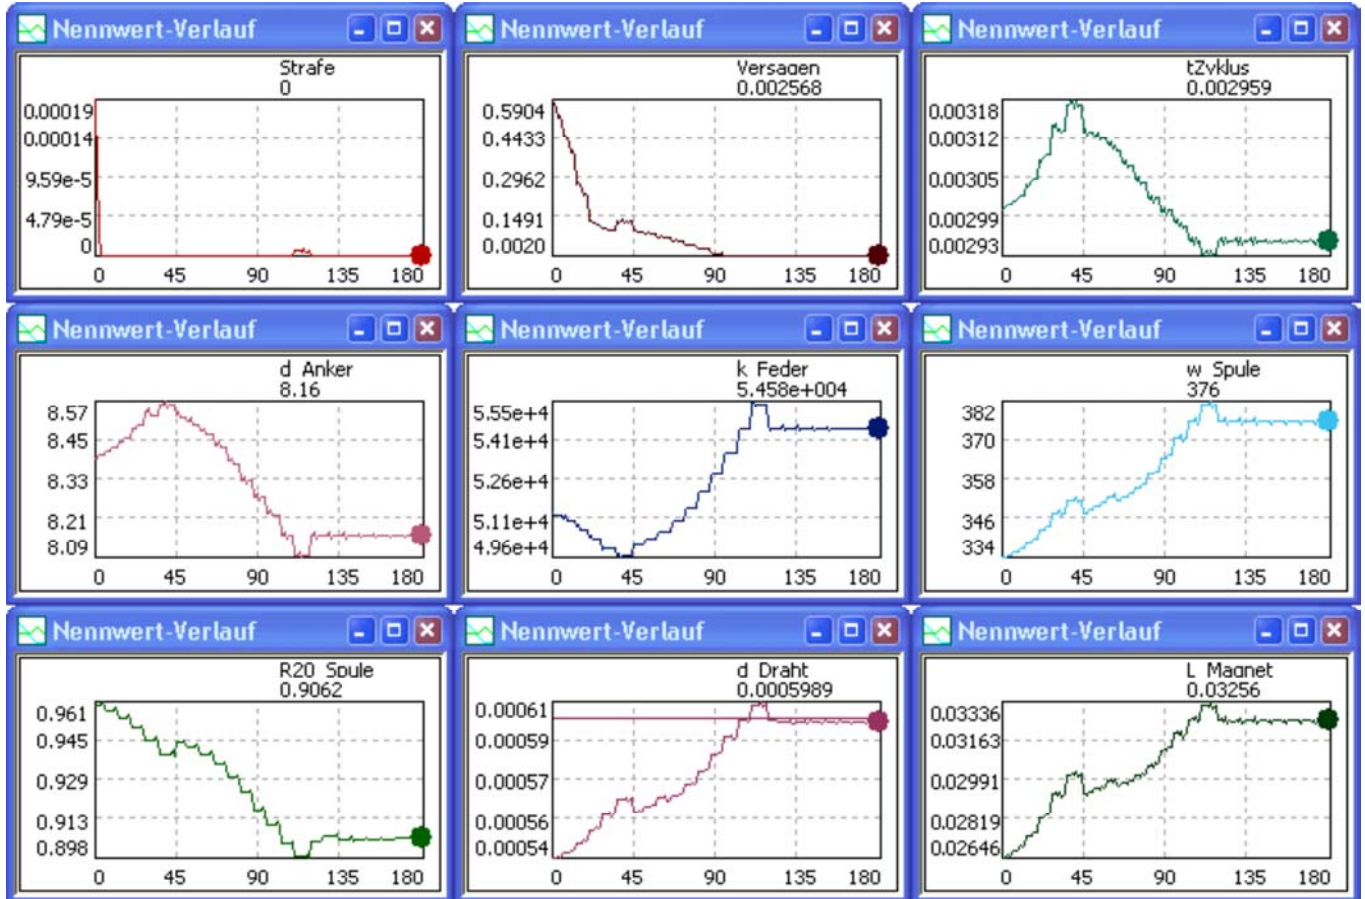 Nennwert-Verlauf
Strafe
0
0.00019
0.00014
9.59e-5
4.79e-5
0
0 45 90 135 180
Nennwert-Verlauf
Versagen
0.002568
0.5904
0.4433
0.2962
0.1491
0.0020
0 45 90 135 180
Nennwert-Verlauf
tZyklus
0.002959
0.00318
0.00312
0.00305
0.00299
0.00293
0 45 90 135 180
Nennwert-Verlauf
d Anker
8.16
8.57
8.45
8.33
8.21
8.09
0 45 90 135 180
Nennwert-Verlauf
k Feder
5.458e+004
5.55e+4
5.41e+4
5.26e+4
5.11e+4
4.96e+4
0 45 90 135 180
Nennwert-Verlauf
w Spule
376
382
370
358
346
334
0 45 90 135 180
Nennwert-Verlauf
R20 Spule
0.9062
0.961
0.945
0.929
0.913
0.898
0 45 90 135 180
Nennwert-Verlauf
d Draht
0.0005989
0.00061
0.00059
0.00057
0.00056
0.00054
0 45 90 135 180
Nennwert-Verlauf
L Magnet
0.03256
0.03336
0.03163
0.02991
0.02819
0.02646
0 45 90 135 180